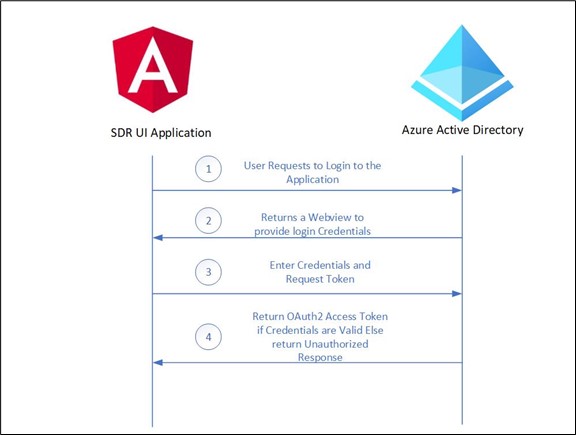 A
SDR UI Application
Azure Active Directory
1
User Requests to Login to the
Application
2
Returns a Webview to
provide login Credentials
3
Enter Credentials and
Request Token
4
Return OAuth2 Access Token
if Credentials are Valid Else
return Unauthorized
Response